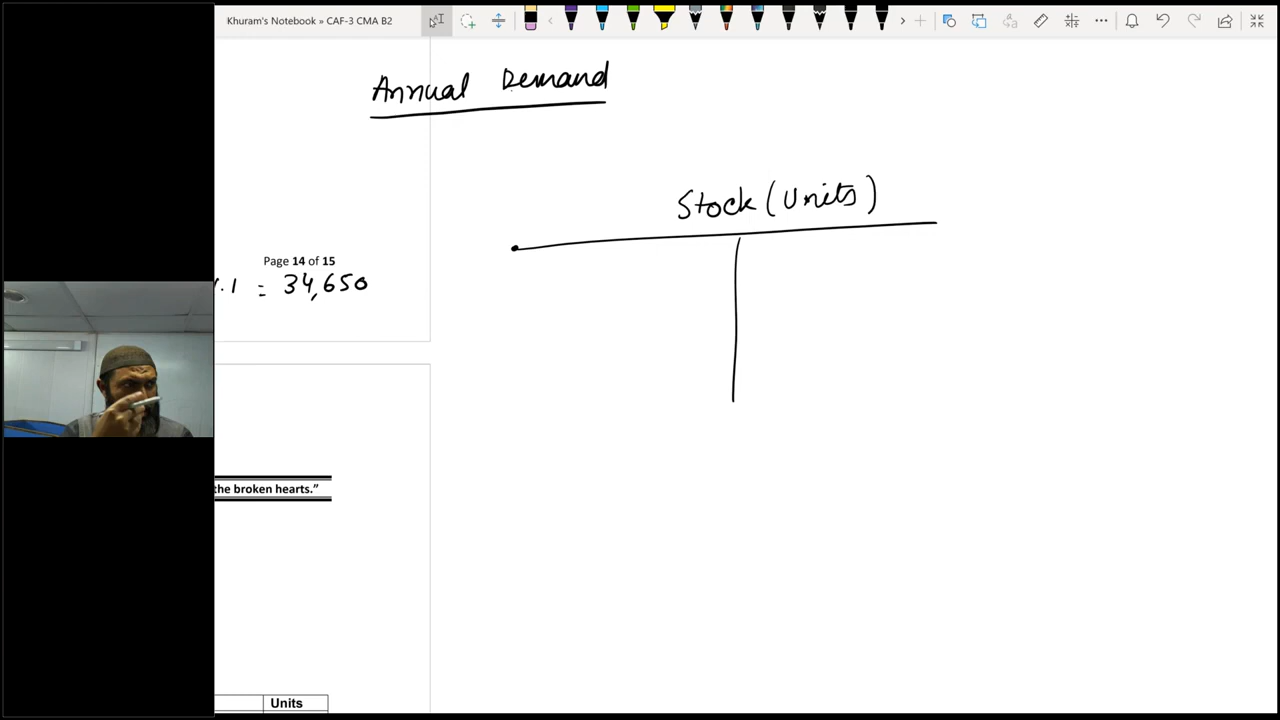 Khuram's Notebook » CAF-3 CMA B2
Annual Demand
Stock (Units)
Page 14 of 15
.1 = 34,650
the broken hearts.”
Units